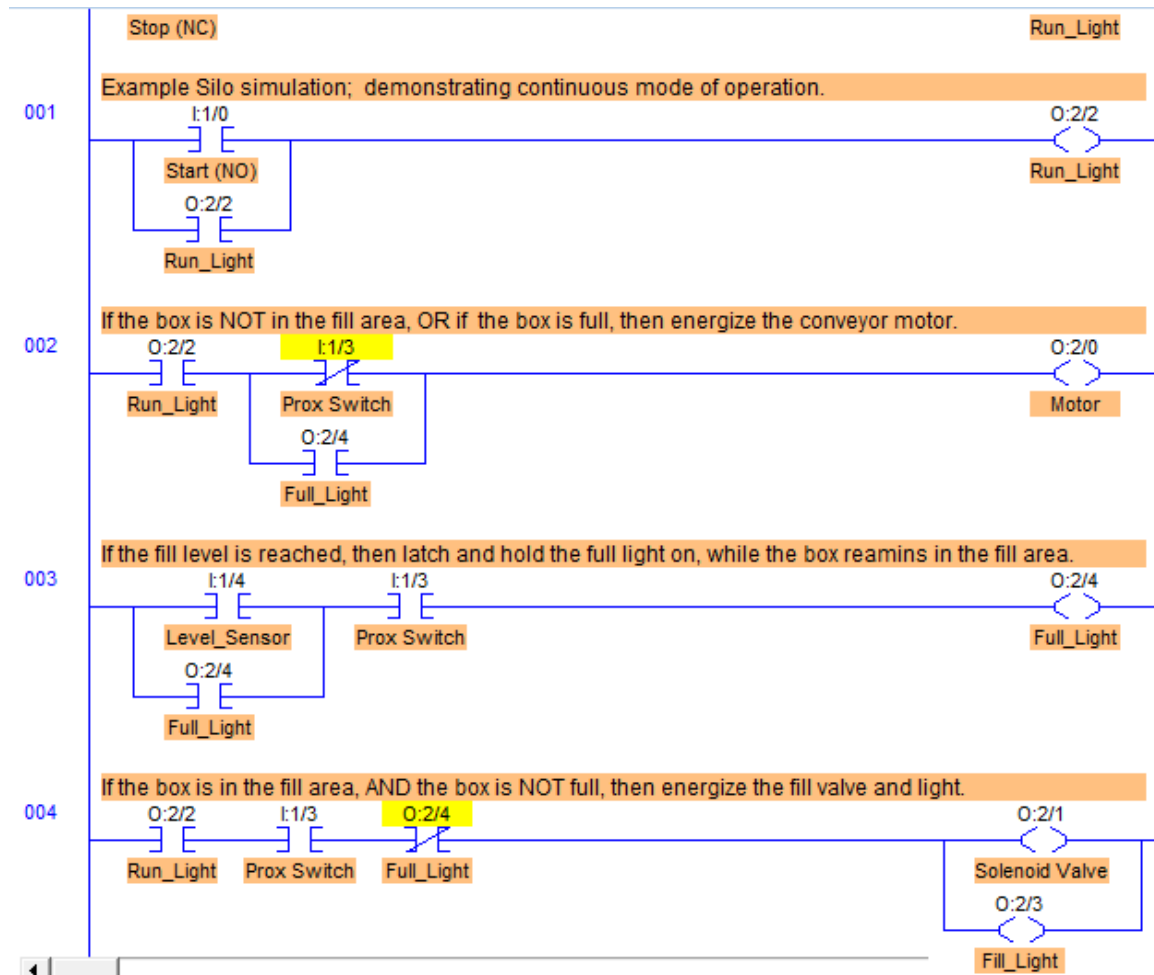 Stop (NC) Run_Light
Example Silo simulation; demonstrating continuous mode of operation.
001 I:1/0 O:2/2
Start (NO) Run_Light
O:2/2
Run_Light
If the box is NOT in the fill area, OR if the box is full, then energize the conveyor motor.
002 O:2/2 I:1/3 O:2/0
Run_Light Prox Switch Motor
O:2/4
Full_Light
If the fill level is reached, then latch and hold the full light on, while the box reamins in the fill area.
003 I:1/4 I:1/3 O:2/4
Level_Sensor Prox Switch Full_Light
O:2/4
Full_Light
If the box is in the fill area, AND the box is NOT full, then energize the fill valve and light.
004 O:2/2 I:1/3 O:2/4 O:2/1
Run_Light Prox Switch Full_Light Solenoid Valve
O:2/3
Fill_Light